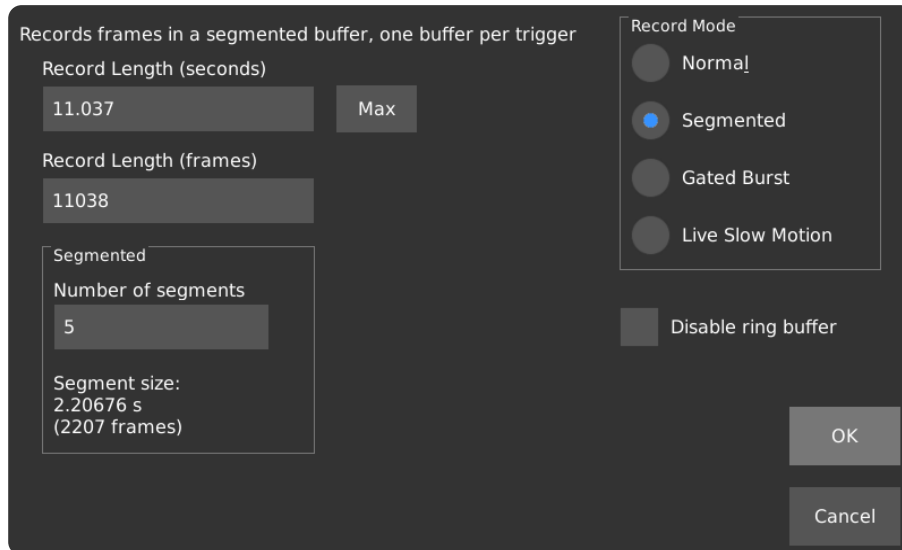 Records frames in a segmented buffer, one buffer per trigger
Record Length (seconds)
11.037
Max
Record Length (frames)
11038
Segmented
Number of segments
5
Segment size:
2.20676 s
(2207 frames)
Record Mode
Normal
Segmented
Gated Burst
Live Slow Motion
Disable ring buffer
OK
Cancel